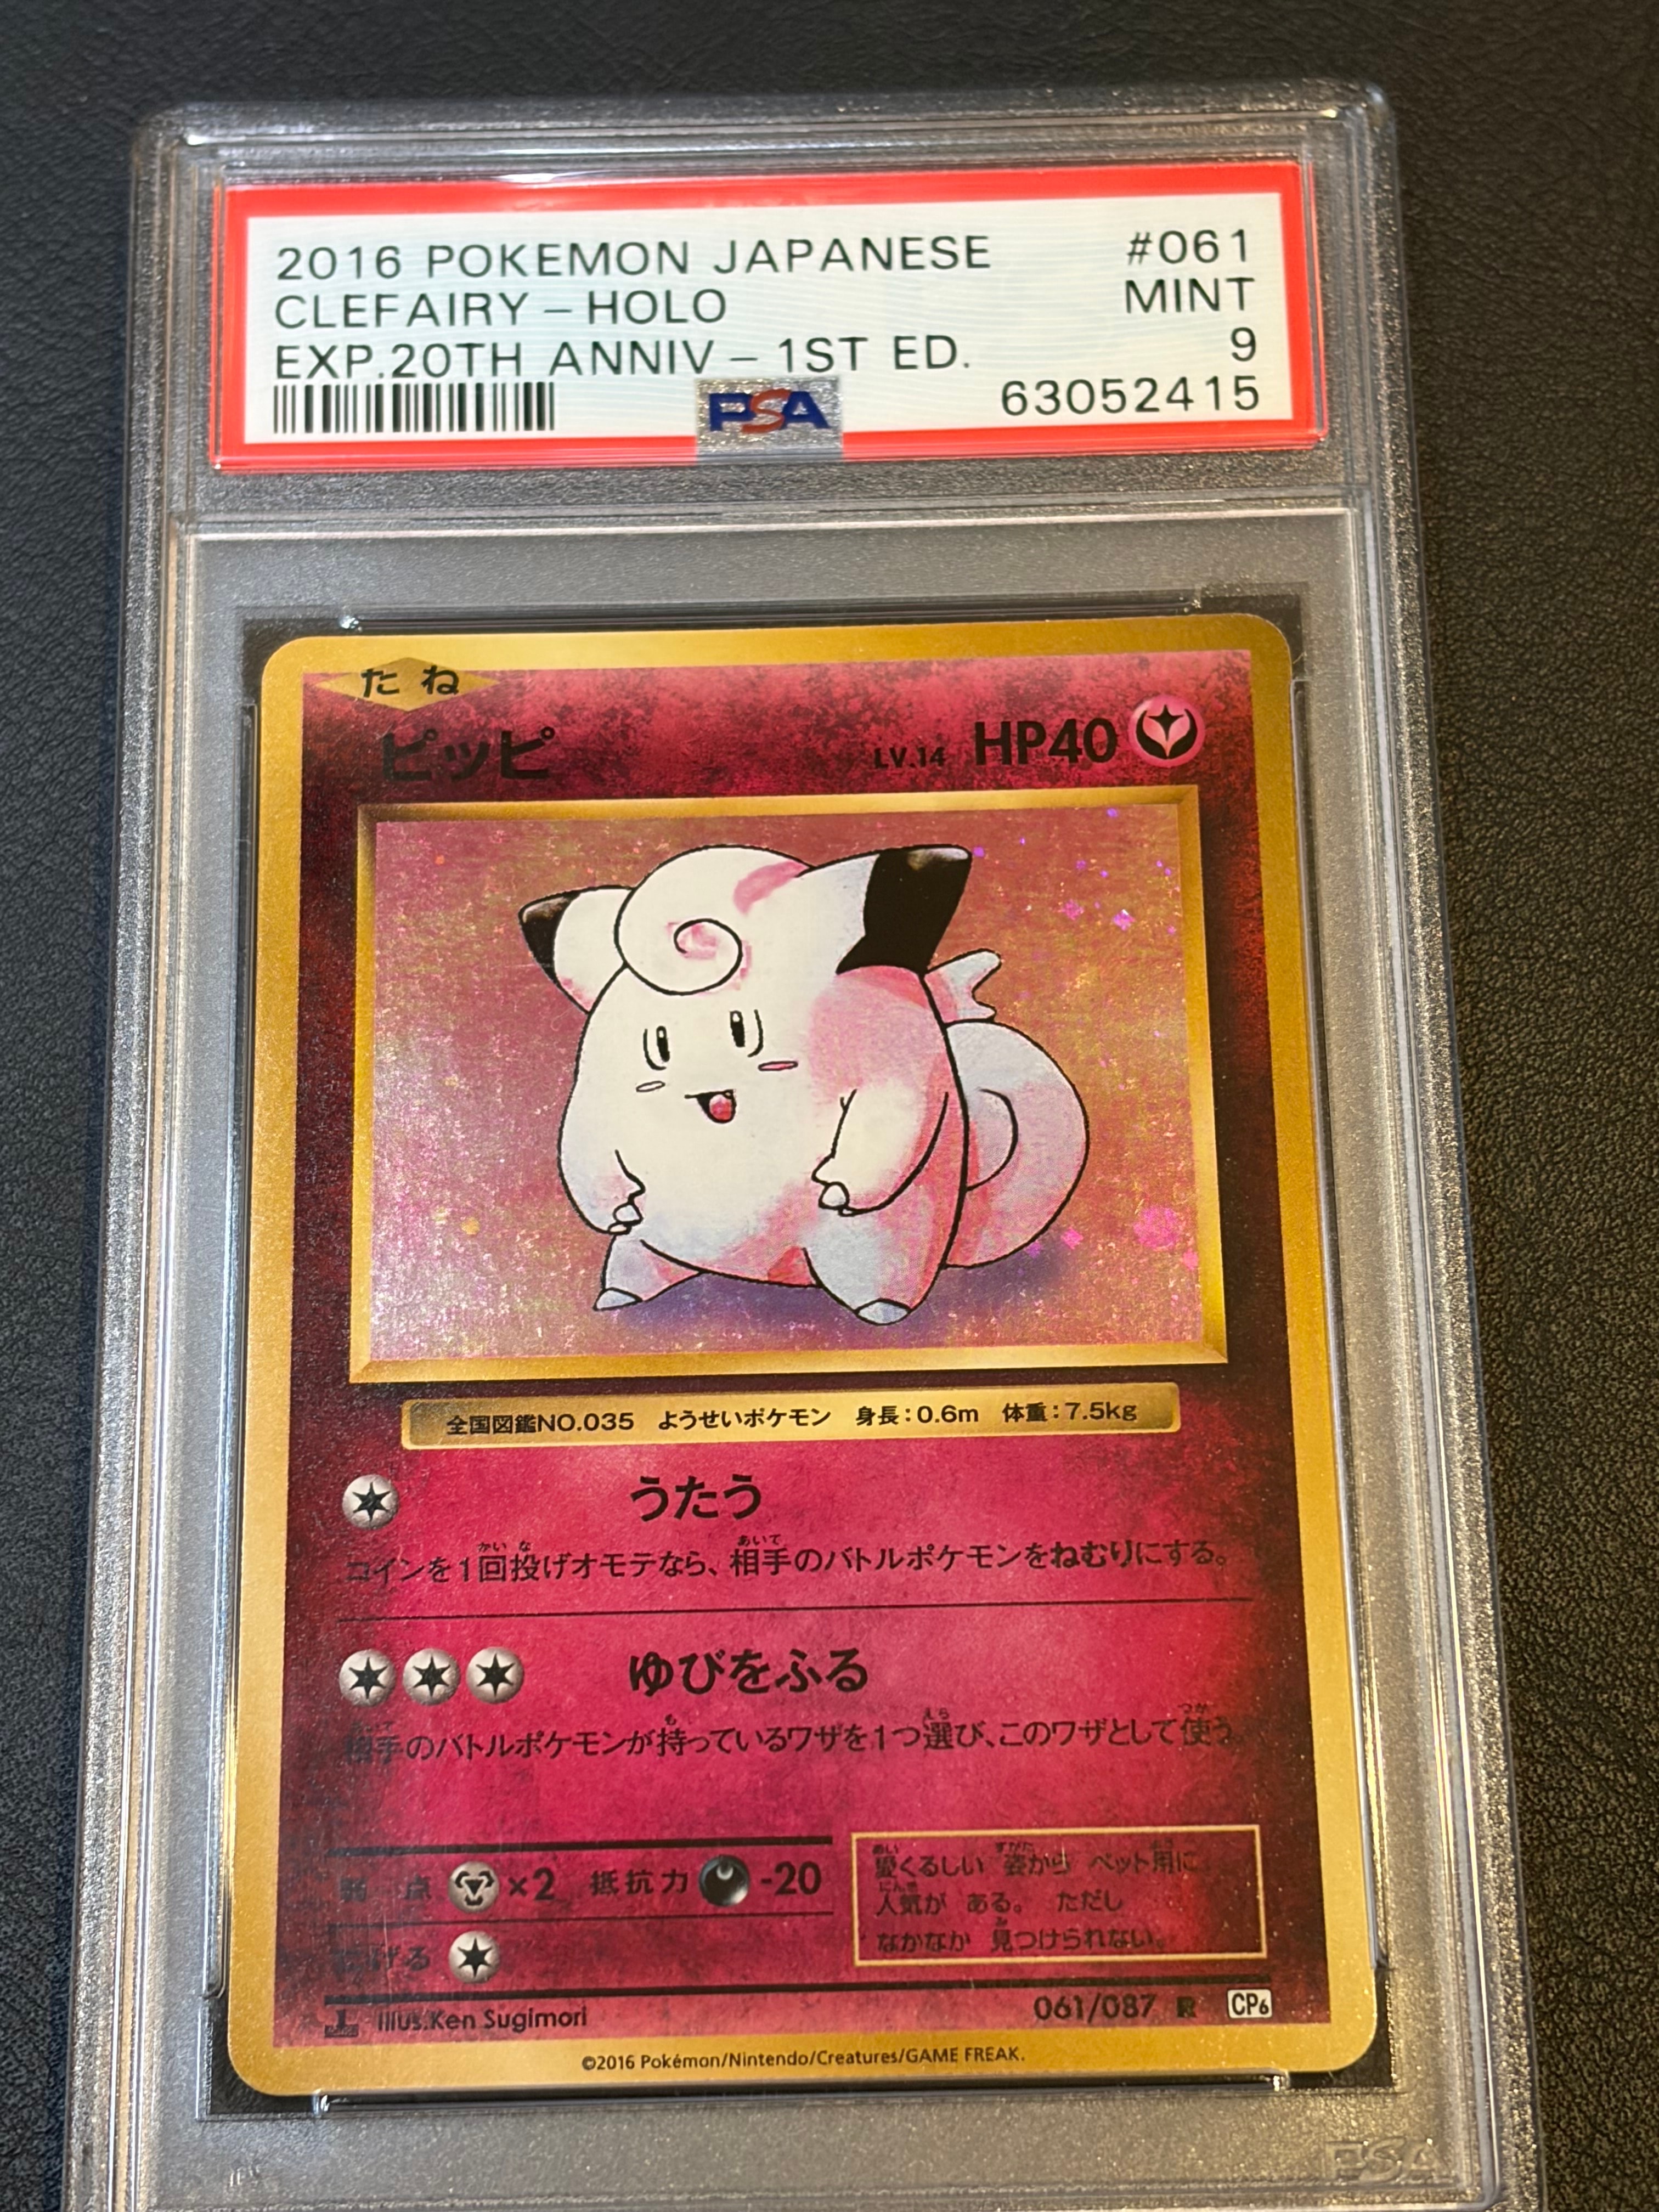 2016 POKEMON JAPANESE #061
CLEFAIRY – HOLO MINT
EXP.20TH ANNIV – 1ST ED. 9
PSA 63052415
たね
ピッピ LV.14 HP40
全国図鑑NO.035 ようせいポケモン 身長:0.6m 体重:7.5kg
うたう
コインを1回投げオモテなら、相手のバトルポケモンをねむりにする。
ゆびをふる
相手のバトルポケモンが持っているワザを1つ選び、このワザとして使う
弱点 ×2 抵抗力 -20
にげる
愛くるしい 姿から ペット用に
人気が ある。 ただし
なかなか 見つけられない。
Illus.Ken Sugimori 061/087 R CP6
©2016 Pokémon/Nintendo/Creatures/GAME FREAK.
PSA